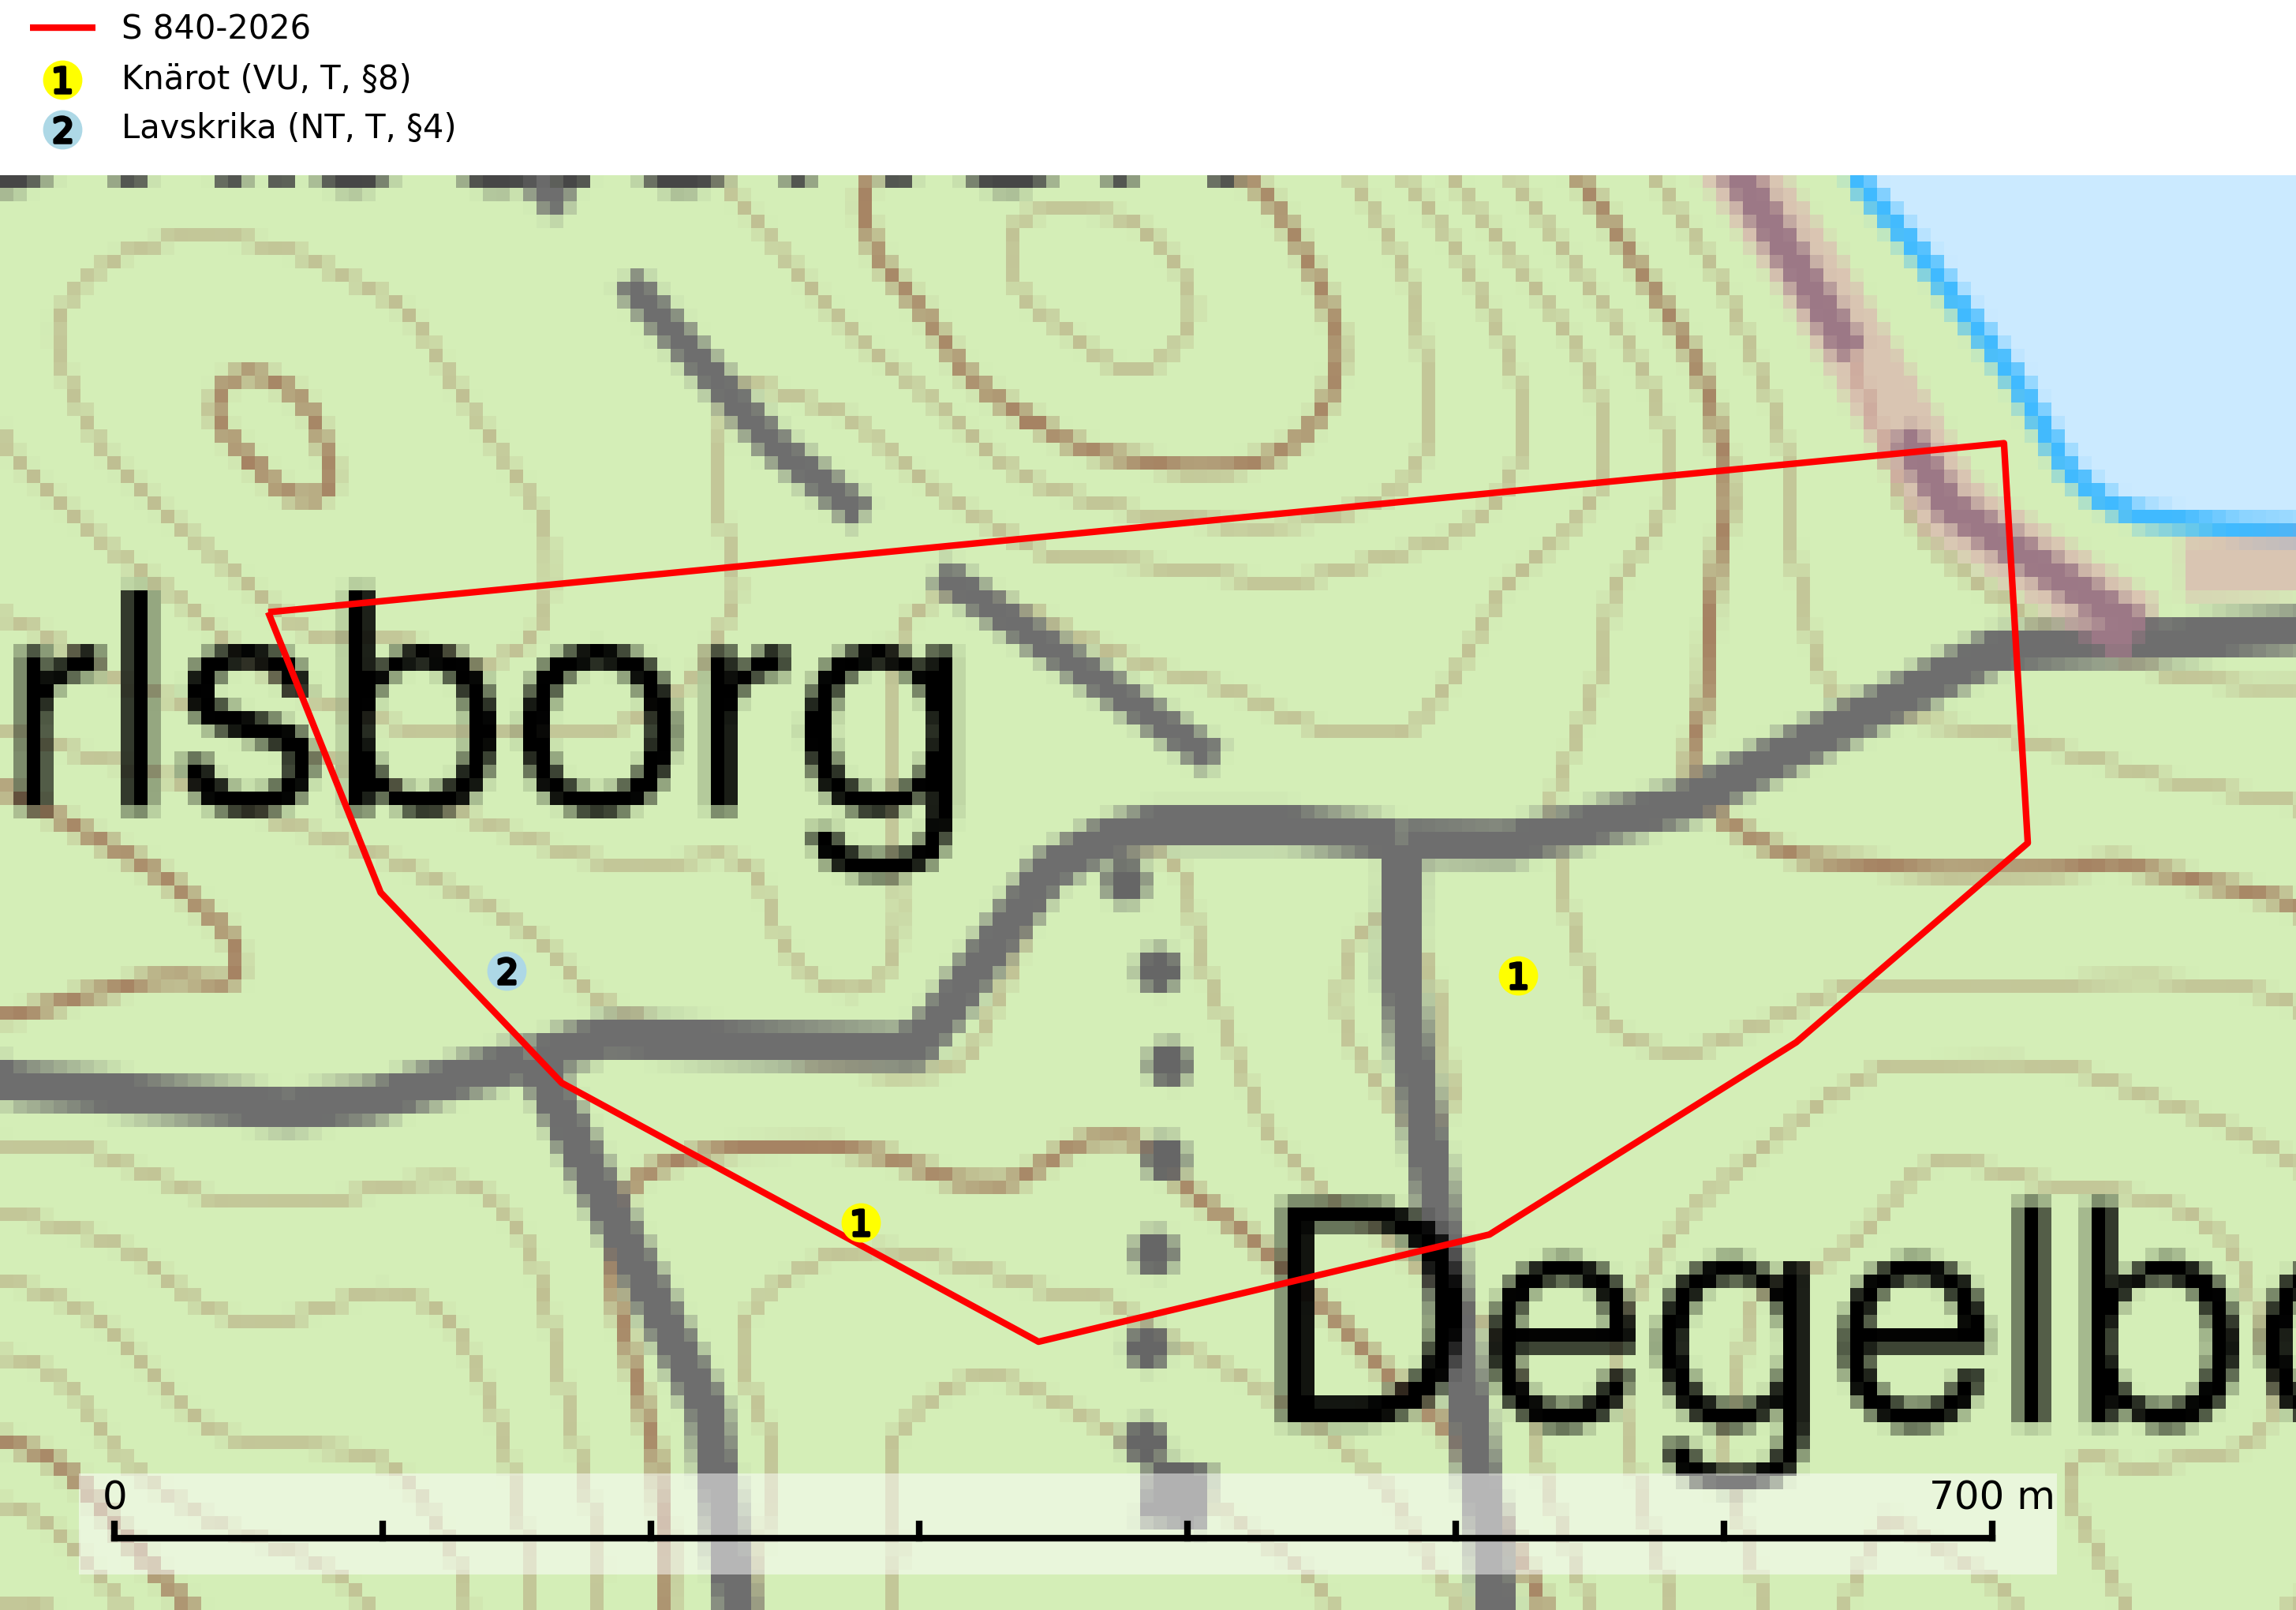 S 840-2026
1 Knärot (VU, T, §8)
2 Lavskrika (NT, T, §4)
rlsborg
2
1
1
Degelb
0
700 m